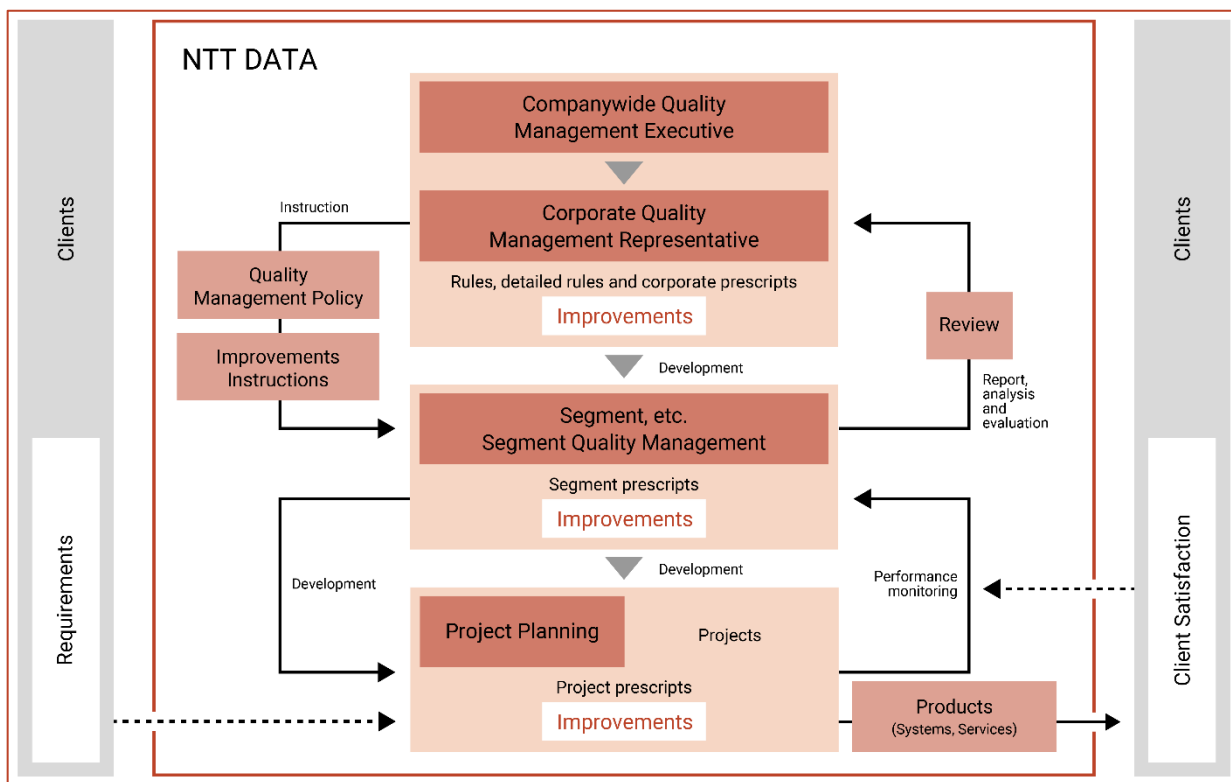 NTT DATA
Clients
Requirements
Companywide Quality
Management Executive
Instruction
Corporate Quality
Management Representative
Rules, detailed rules and corporate prescripts
Improvements
Quality
Management Policy
Improvements
Instructions
Development
Review
Report,
analysis
and
evaluation
Segment, etc.
Segment Quality Management
Segment prescripts
Improvements
Development
Development
Performance
monitoring
Project Planning
Projects
Project prescripts
Improvements
Products
(Systems, Services)
Clients
Client Satisfaction